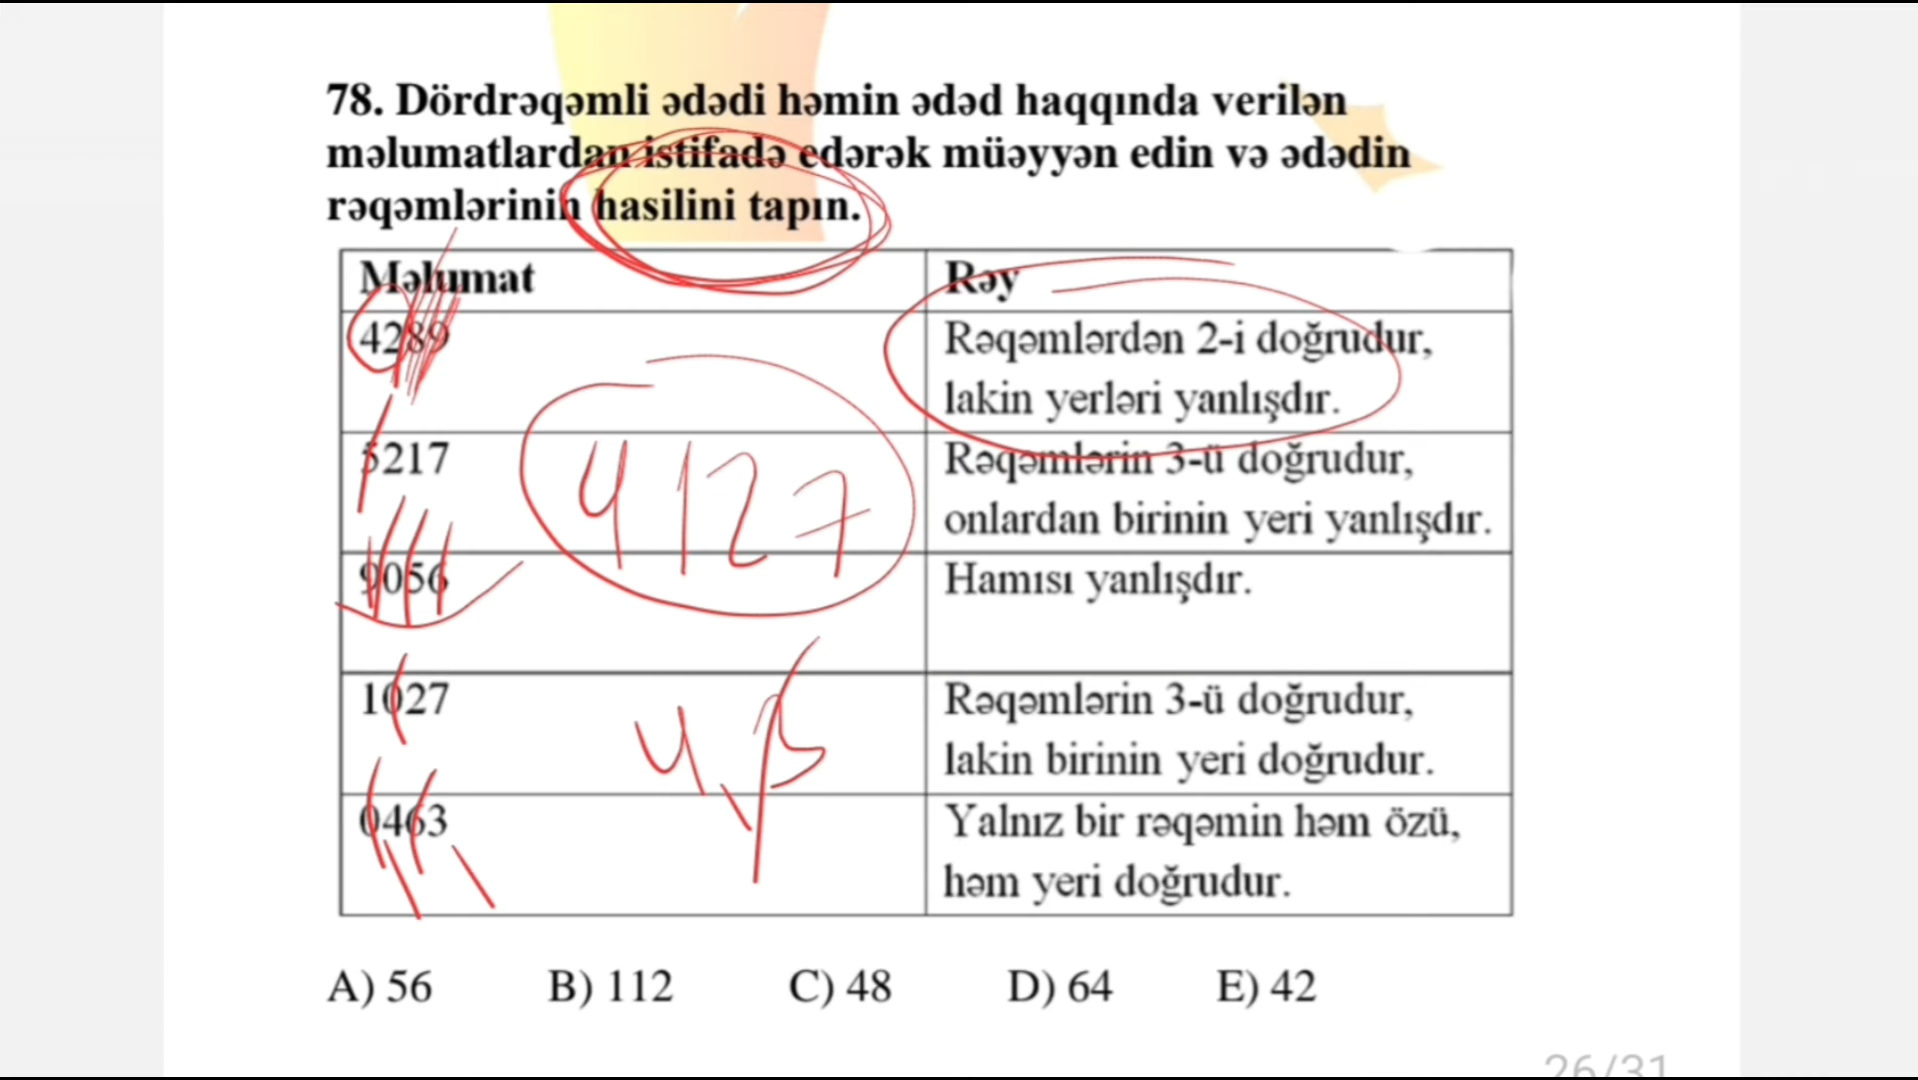 78. Dördrəqəmli ədədi həmin ədəd haqqında verilən
məlumatlardan istifadə edərək müəyyən edin və ədədin
rəqəmlərinin hasilini tapın.
Məlumat Rəy
4289 Rəqəmlərdən 2-i doğrudur,
lakin yerləri yanlışdır.
5217 Rəqəmlərin 3-ü doğrudur,
onlardan birinin yeri yanlışdır.
4127
9056 Hamısı yanlışdır.
1027 Rəqəmlərin 3-ü doğrudur,
lakin birinin yeri doğrudur.
0463 Yalnız bir rəqəmin həm özü,
həm yeri doğrudur.
A) 56 B) 112 C) 48 D) 64 E) 42
26/31